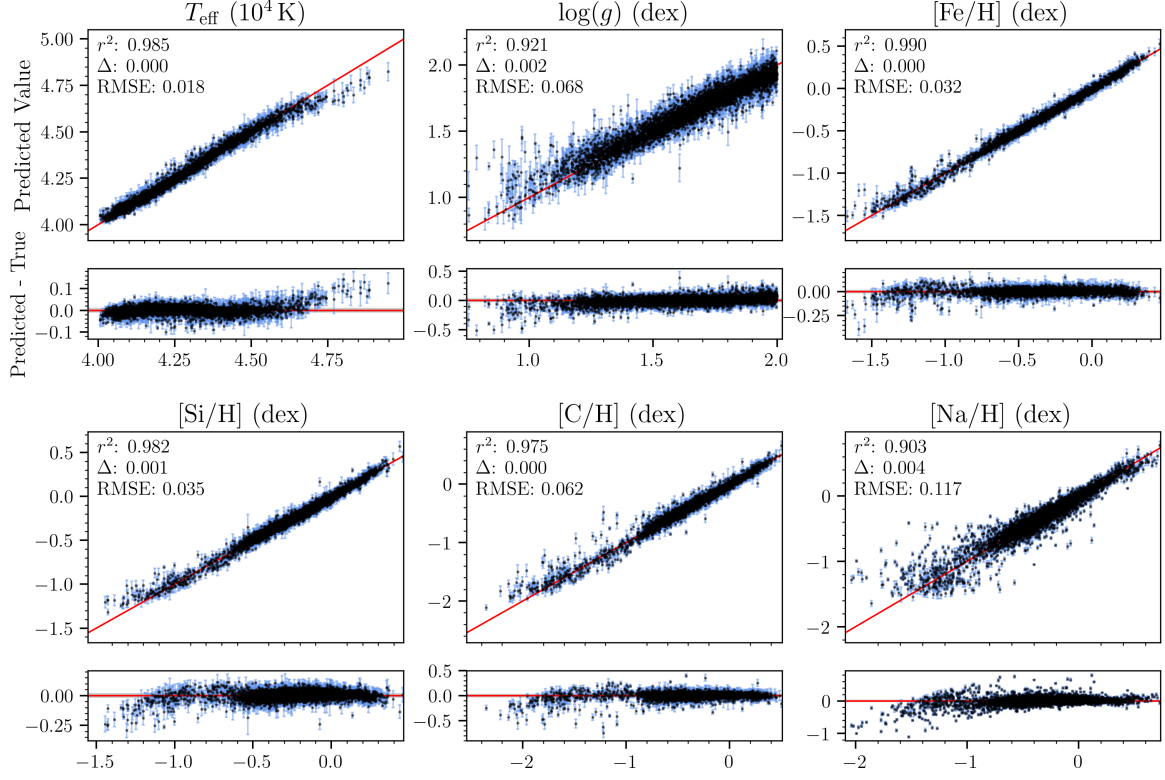 T_eff (10^4 K)
log(g) (dex)
[Fe/H] (dex)
Predicted Value
5.00
4.75
4.50
4.25
4.00
r²: 0.985
Δ: 0.000
RMSE: 0.018
2.0
1.5
1.0
r²: 0.921
Δ: 0.002
RMSE: 0.068
0.5
0.0
−0.5
−1.0
−1.5
r²: 0.990
Δ: 0.000
RMSE: 0.032
Predicted - True
0.1
0.0
−0.1
4.00 4.25 4.50 4.75
0.5
0.0
−0.5
1.0 1.5 2.0
0.00
−0.25
−1.5 −1.0 −0.5 0.0
[Si/H] (dex)
[C/H] (dex)
[Na/H] (dex)
0.5
0.0
−0.5
−1.0
−1.5
r²: 0.982
Δ: 0.001
RMSE: 0.035
0
−1
−2
r²: 0.975
Δ: 0.000
RMSE: 0.062
0
−1
−2
r²: 0.903
Δ: 0.004
RMSE: 0.117
0.00
−0.25
−1.5 −1.0 −0.5 0.0
0.5
0.0
−0.5
−2 −1 0
0
−1
−2 −1 0